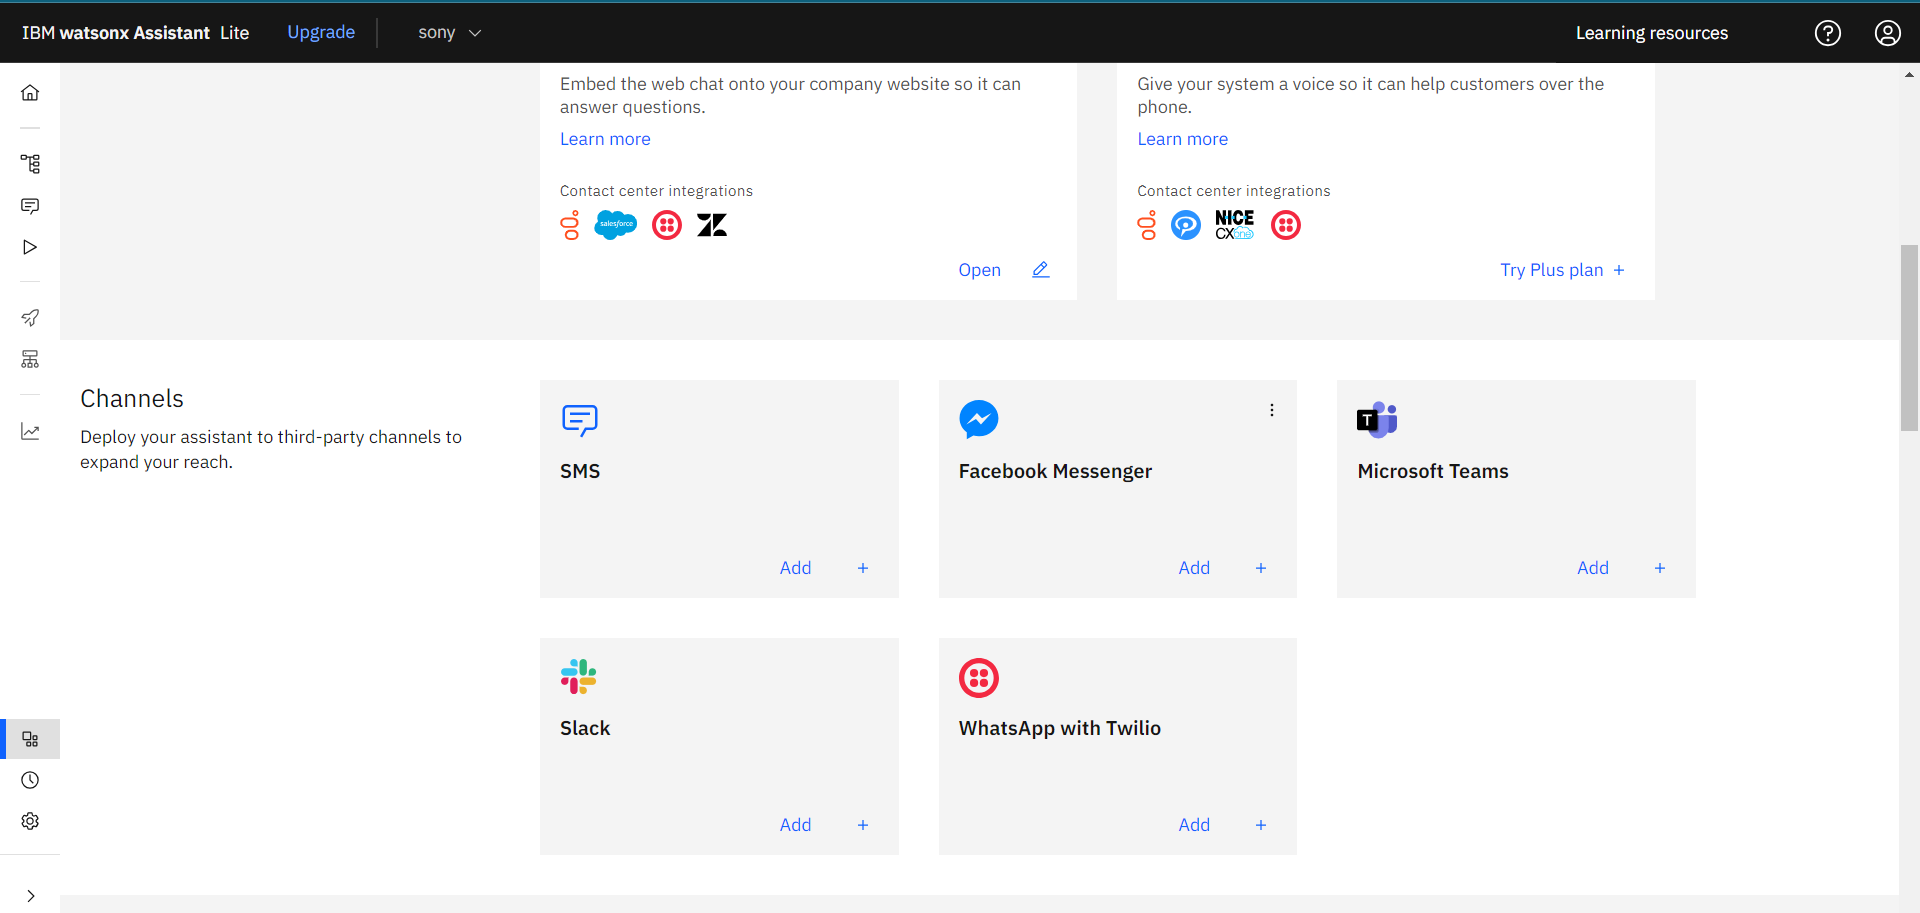 IBM watsonx Assistant Lite
Upgrade
sony
Learning resources
Embed the web chat onto your company website so it can
answer questions.
Learn more
Contact center integrations
salesforce
Open
Give your system a voice so it can help customers over the
phone.
Learn more
Contact center integrations
NICE
CXone
Try Plus plan +
Channels
Deploy your assistant to third-party channels to
expand your reach.
SMS
Add +
Facebook Messenger
Add +
T
Microsoft Teams
Add +
Slack
Add +
WhatsApp with Twilio
Add +